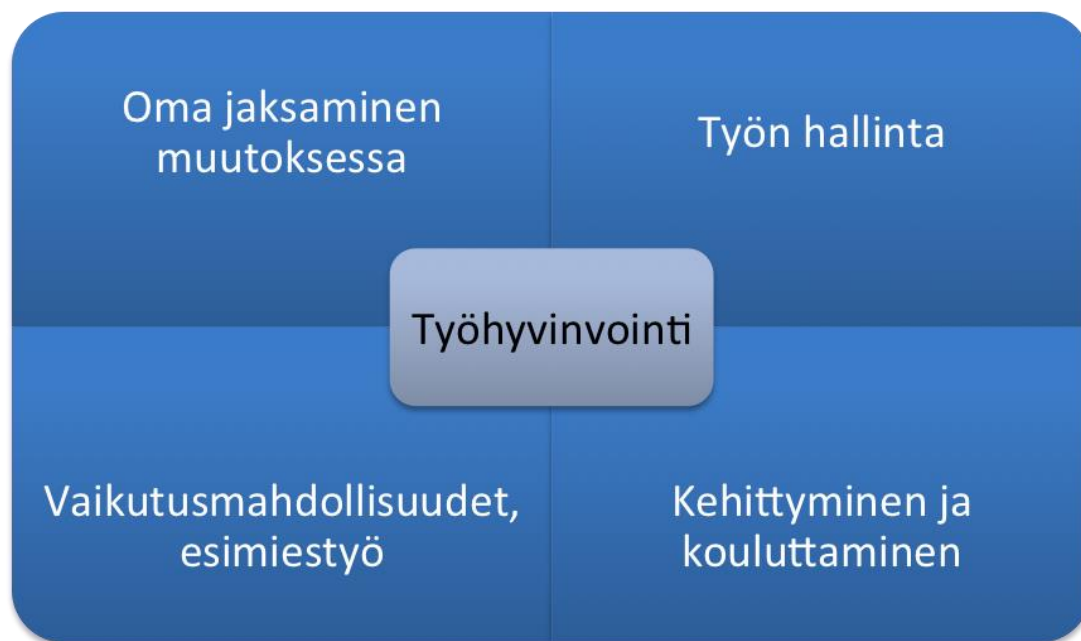 Oma jaksaminen
muutoksessa
Työn hallinta
Työhyvinvointi
Vaikutusmahdollisuudet,
esimiestyö
Kehittyminen ja
kouluttaminen